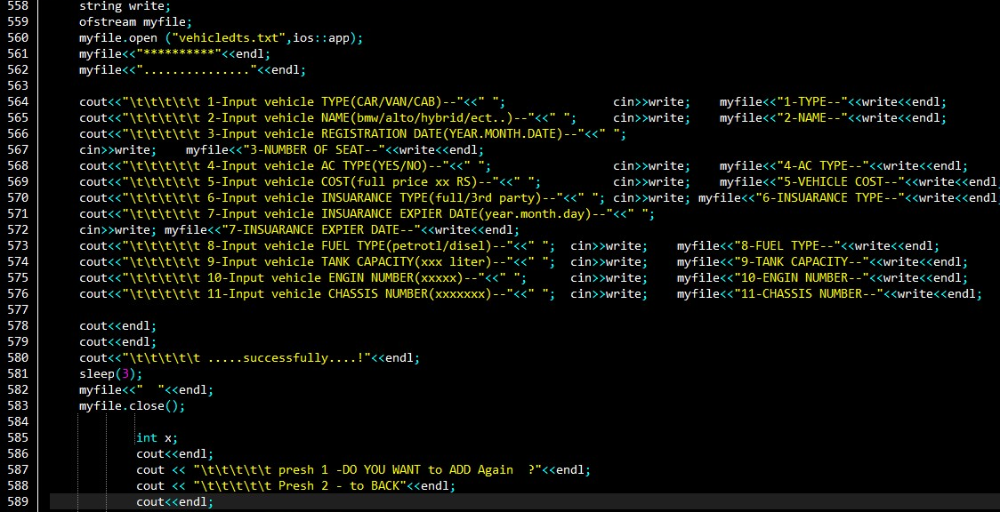 558 string write;
559 ofstream myfile;
560 myfile.open ("vehicledts.txt",ios::app);
561 myfile<<"**********"<<endl;
562 myfile<<"..............."<<endl;
563
564 cout<<"\t\t\t\t\t 1-Input vehicle TYPE(CAR/VAN/CAB)--"<<" "; cin>>write; myfile<<"1-TYPE--"<<write<<endl;
565 cout<<"\t\t\t\t\t 2-Input vehicle NAME(bmw/alto/hybrid/ect..)--"<<" "; cin>>write; myfile<<"2-NAME--"<<write<<endl;
566 cout<<"\t\t\t\t\t 3-Input vehicle REGISTRATION DATE(YEAR.MONTH.DATE)--"<<" ";
567 cin>>write; myfile<<"3-NUMBER OF SEAT--"<<write<<endl;
568 cout<<"\t\t\t\t\t 4-Input vehicle AC TYPE(YES/NO)--"<<" "; cin>>write; myfile<<"4-AC TYPE--"<<write<<endl;
569 cout<<"\t\t\t\t\t 5-Input vehicle COST(full price xx RS)--"<<" "; cin>>write; myfile<<"5-VEHICLE COST--"<<write<<endl
570 cout<<"\t\t\t\t\t 6-Input vehicle INSUARANCE TYPE(full/3rd party)--"<<" "; cin>>write; myfile<<"6-INSUARANCE TYPE--"<<write<<endl
571 cout<<"\t\t\t\t\t 7-Input vehicle INSUARANCE EXPIER DATE(year.month.day)--"<<" ";
572 cin>>write; myfile<<"7-INSUARANCE EXPIER DATE--"<<write<<endl;
573 cout<<"\t\t\t\t\t 8-Input vehicle FUEL TYPE(petrotl/disel)--"<<" "; cin>>write; myfile<<"8-FUEL TYPE--"<<write<<endl;
574 cout<<"\t\t\t\t\t 9-Input vehicle TANK CAPACITY(xxx liter)--"<<" "; cin>>write; myfile<<"9-TANK CAPACITY--"<<write<<endl;
575 cout<<"\t\t\t\t\t 10-Input vehicle ENGIN NUMBER(xxxxx)--"<<" "; cin>>write; myfile<<"10-ENGIN NUMBER--"<<write<<endl;
576 cout<<"\t\t\t\t\t 11-Input vehicle CHASSIS NUMBER(xxxxxxx)--"<<" "; cin>>write; myfile<<"11-CHASSIS NUMBER--"<<write<<endl;
577
578 cout<<endl;
579 cout<<endl;
580 cout<<"\t\t\t\t\t .....successfully....!"<<endl;
581 sleep(3);
582 myfile<<"  "<<endl;
583 myfile.close();
584
585 int x;
586 cout<<endl;
587 cout << "\t\t\t\t\t presh 1 -DO YOU WANT to ADD Again  ?"<<endl;
588 cout << "\t\t\t\t\t Presh 2 - to BACK"<<endl;
589 cout<<endl;